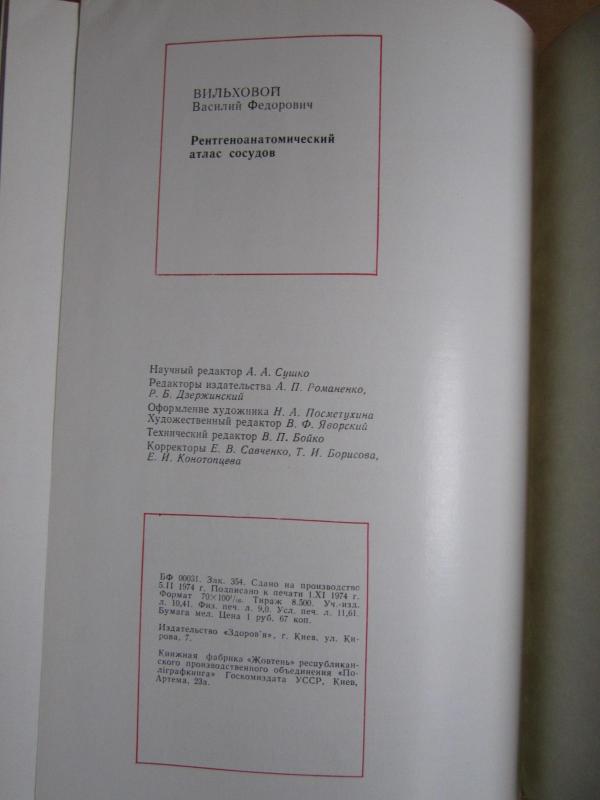 ВИЛЬХОВОЙ
Василий Федорович
Рентгеноанатомический
атлас сосудов
Научный редактор А. А. Сушко
Редакторы издательства А. П. Романенко,
Р. Б. Дзержинский
Оформление художника Н. А. Посметухина
Художественный редактор В. Ф. Яворский
Технический редактор В. П. Бойко
Корректоры Е. В. Савченко, Т. И. Борисова,
Е. И. Конотопцева
БФ 00031. Зак. 354. Сдано на производство
5.II 1974 г. Подписано к печати 1.XI 1974 г.
Формат 70×100¹/₁₆. Тираж 8.500. Уч.-изд.
л. 10,41. Физ. печ. л. 9,0. Усл. печ. л. 11,61.
Бумага мел. Цена 1 руб. 67 коп.
Издательство «Здоров'я», г. Киев, ул. Ки-
рова, 7.
Книжная фабрика «Жовтень» республикан-
ского производственного объединения «По-
ліграфкнига» Госкомиздата УССР, Киев,
Артема, 23а.